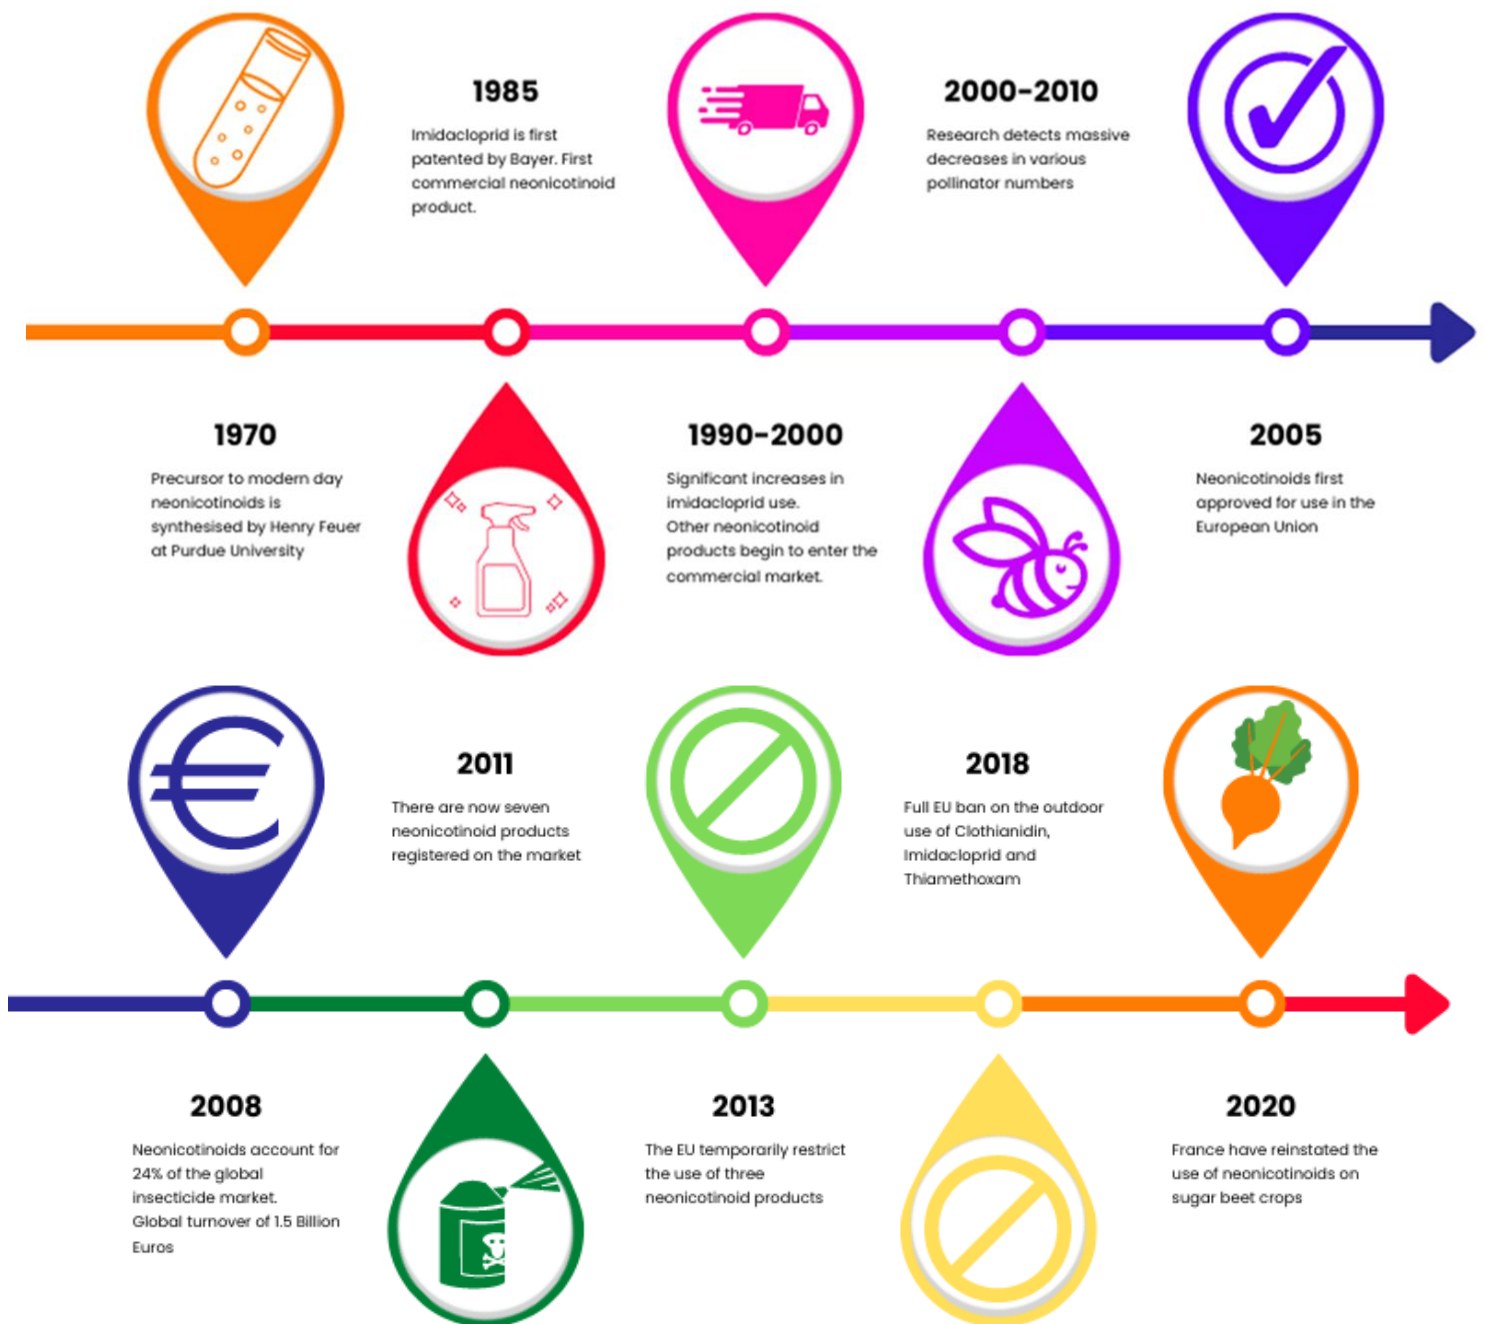 1985
Imidacloprid is first
patented by Bayer. First
commercial neonicotinoid
product.
2000-2010
Research detects massive
decreases in various
pollinator numbers
1970
Precursor to modern day
neonicotinoids is
synthesised by Henry Feuer
at Purdue University
1990-2000
Significant increases in
imidacloprid use.
Other neonicotinoid
products begin to enter the
commercial market.
2005
Neonicotinoids first
approved for use in the
European Union
€
2011
There are now seven
neonicotinoid products
registered on the market
2018
Full EU ban on the outdoor
use of Clothianidin,
Imidacloprid and
Thiamethoxam
2008
Neonicotinoids account for
24% of the global
insecticide market.
Global turnover of 1.5 Billion
Euros
2013
The EU temporarily restrict
the use of three
neonicotinoid products
2020
France have reinstated the
use of neonicotinoids on
sugar beet crops